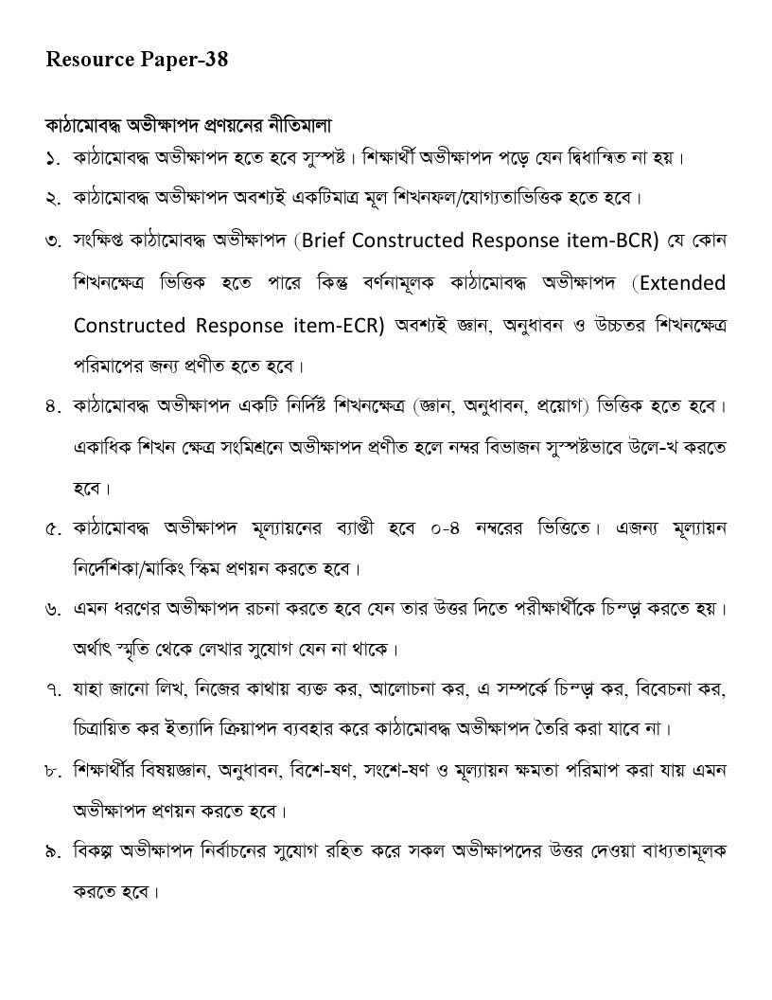 Resource Paper-38
কাঠামোবদ্ধ অভীক্ষাপদ প্রণয়নের নীতিমালা
১. কাঠামোবদ্ধ অভীক্ষাপদ হতে হবে সুস্পষ্ট। শিক্ষার্থী অভীক্ষাপদ পড়ে যেন দ্বিধান্বিত না হয়।
২. কাঠামোবদ্ধ অভীক্ষাপদ অবশ্যই একটিমাত্র মূল শিখনফল/যোগ্যতাভিত্তিক হতে হবে।
৩. সংক্ষিপ্ত কাঠামোবদ্ধ অভীক্ষাপদ (Brief Constructed Response item-BCR) যে কোন
শিখনক্ষেত্র ভিত্তিক হতে পারে কিন্তু বর্ণনামূলক কাঠামোবদ্ধ অভীক্ষাপদ (Extended
Constructed Response item-ECR) অবশ্যই জ্ঞান, অনুধাবন ও উচ্চতর শিখনক্ষেত্র
পরিমাপের জন্য প্রণীত হতে হবে।
৪. কাঠামোবদ্ধ অভীক্ষাপদ একটি নির্দিষ্ট শিখনক্ষেত্র (জ্ঞান, অনুধাবন, প্রয়োগ) ভিত্তিক হতে হবে।
একাধিক শিখন ক্ষেত্র সংমিশ্রনে অভীক্ষাপদ প্রণীত হলে নম্বর বিভাজন সুস্পষ্টভাবে উলে-খ করতে
হবে।
৫. কাঠামোবদ্ধ অভীক্ষাপদ মূল্যায়নের ব্যাপ্তী হবে ০-৪ নম্বরের ভিত্তিতে। এজন্য মূল্যায়ন
নির্দেশিকা/মার্কিং স্কিম প্রণয়ন করতে হবে।
৬. এমন ধরণের অভীক্ষাপদ রচনা করতে হবে যেন তার উত্তর দিতে পরীক্ষার্থীকে চিন্ড়া করতে হয়।
অর্থাৎ স্মৃতি থেকে লেখার সুযোগ যেন না থাকে।
৭. যাহা জানো লিখ, নিজের কথায় ব্যক্ত কর, আলোচনা কর, এ সম্পর্কে চিন্ড়া কর, বিবেচনা কর,
চিত্রায়িত কর ইত্যাদি ক্রিয়াপদ ব্যবহার করে কাঠামোবদ্ধ অভীক্ষাপদ তৈরি করা যাবে না।
৮. শিক্ষার্থীর বিষয়জ্ঞান, অনুধাবন, বিশে-ষণ, সংশে-ষণ ও মূল্যায়ন ক্ষমতা পরিমাপ করা যায় এমন
অভীক্ষাপদ প্রণয়ন করতে হবে।
৯. বিকল্প অভীক্ষাপদ নির্বাচনের সুযোগ রহিত করে সকল অভীক্ষাপদের উত্তর দেওয়া বাধ্যতামূলক
করতে হবে।